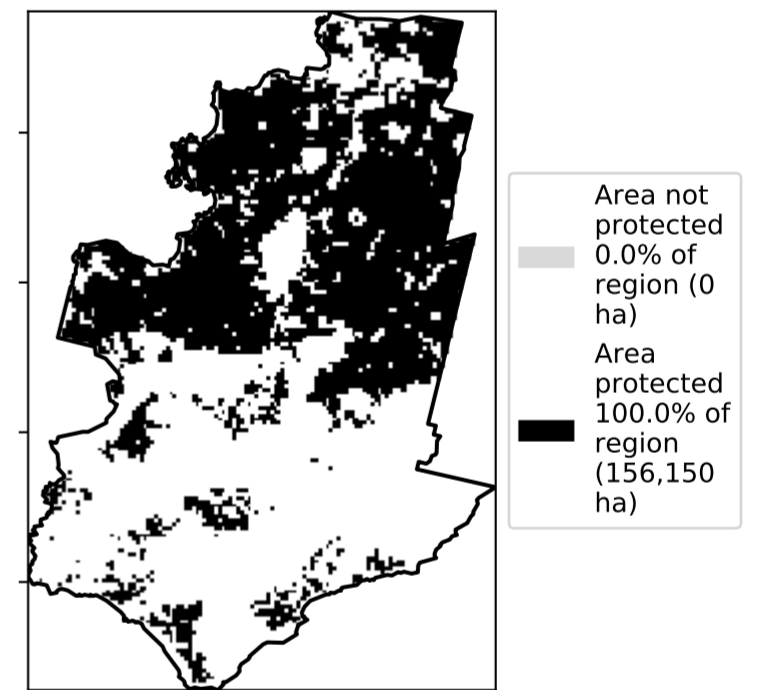 Area not
protected
0.0% of
region (0
ha)
Area
protected
100.0% of
region
(156,150
ha)